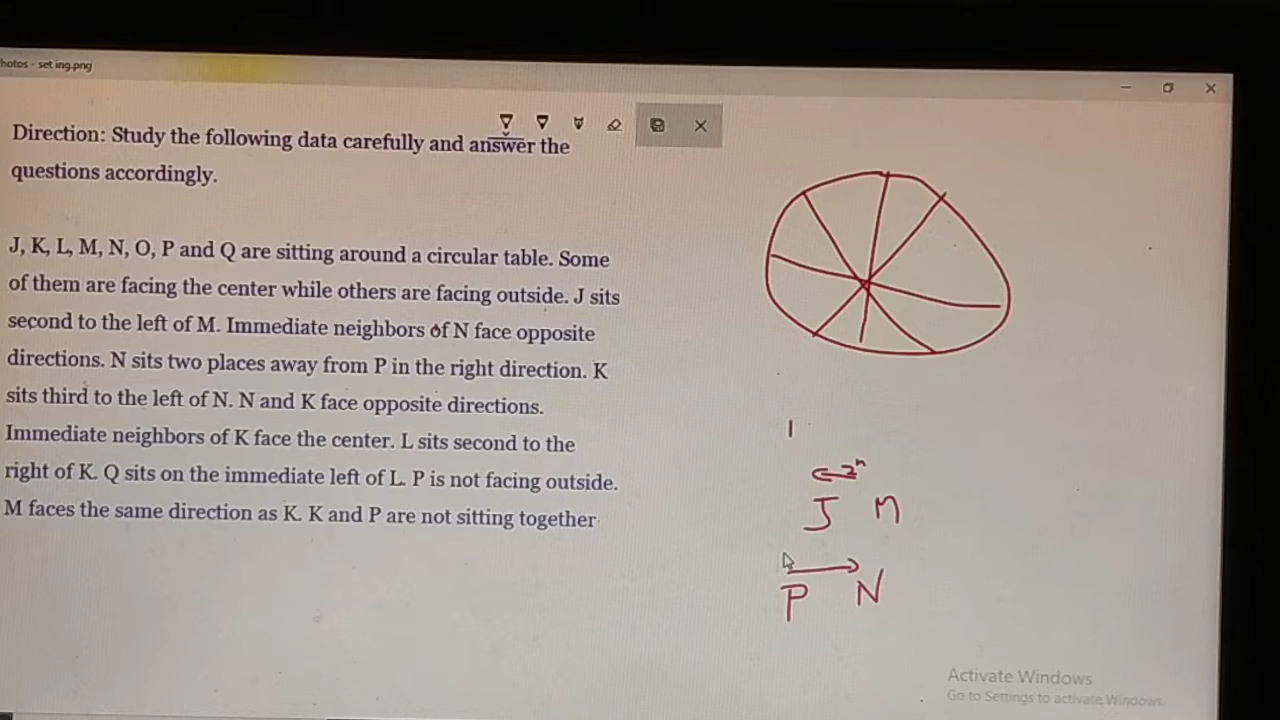 hotos - set ing.png
Direction: Study the following data carefully and answer the
questions accordingly.
J, K, L, M, N, O, P and Q are sitting around a circular table. Some
of them are facing the center while others are facing outside. J sits
second to the left of M. Immediate neighbors of N face opposite
directions. N sits two places away from P in the right direction. K
sits third to the left of N. N and K face opposite directions.
Immediate neighbors of K face the center. L sits second to the
right of K. Q sits on the immediate left of L. P is not facing outside.
M faces the same direction as K. K and P are not sitting together
2n
J M
P N
Activate Windows
Go to Settings to activate Windows.